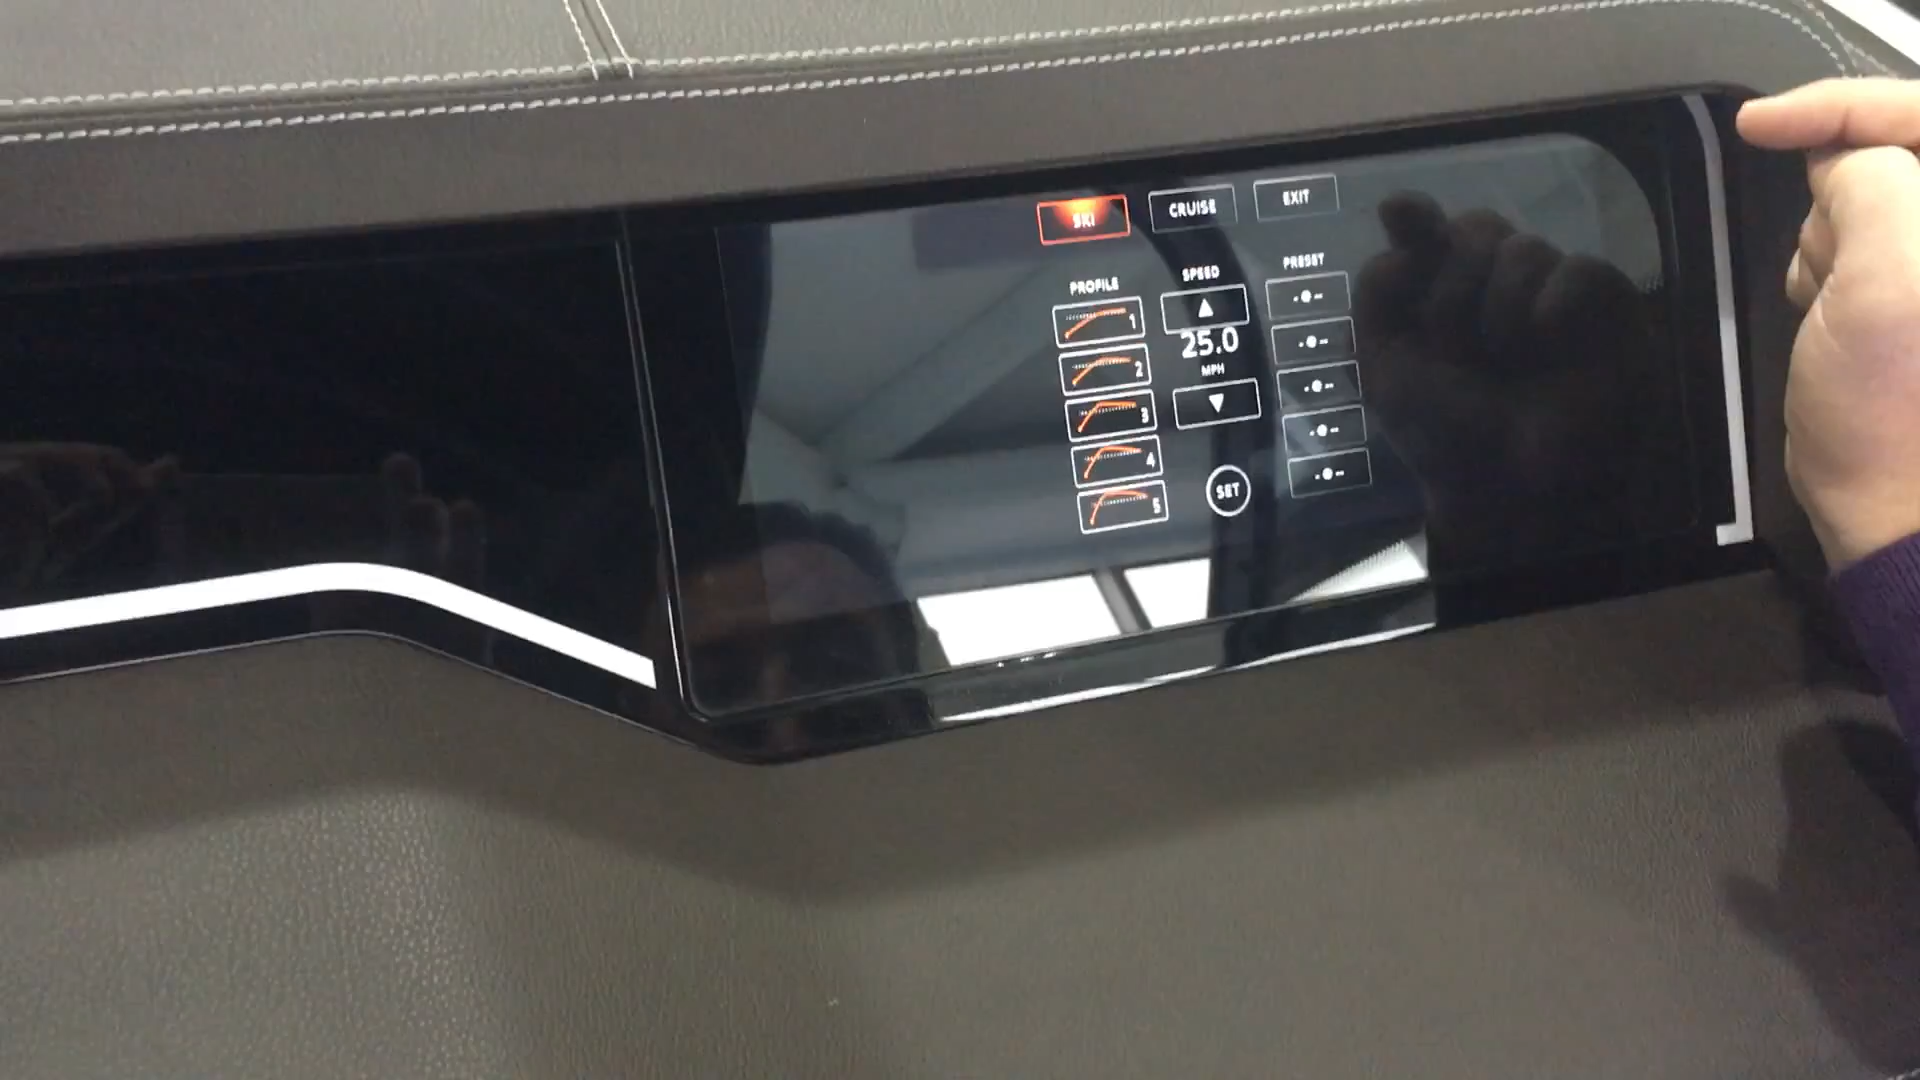 SKI CRUISE EXIT
PROFILE SPEED PRESET
1
2
3
4
5
25.0
MPH
SET
- --
- --
- --
- --
- --